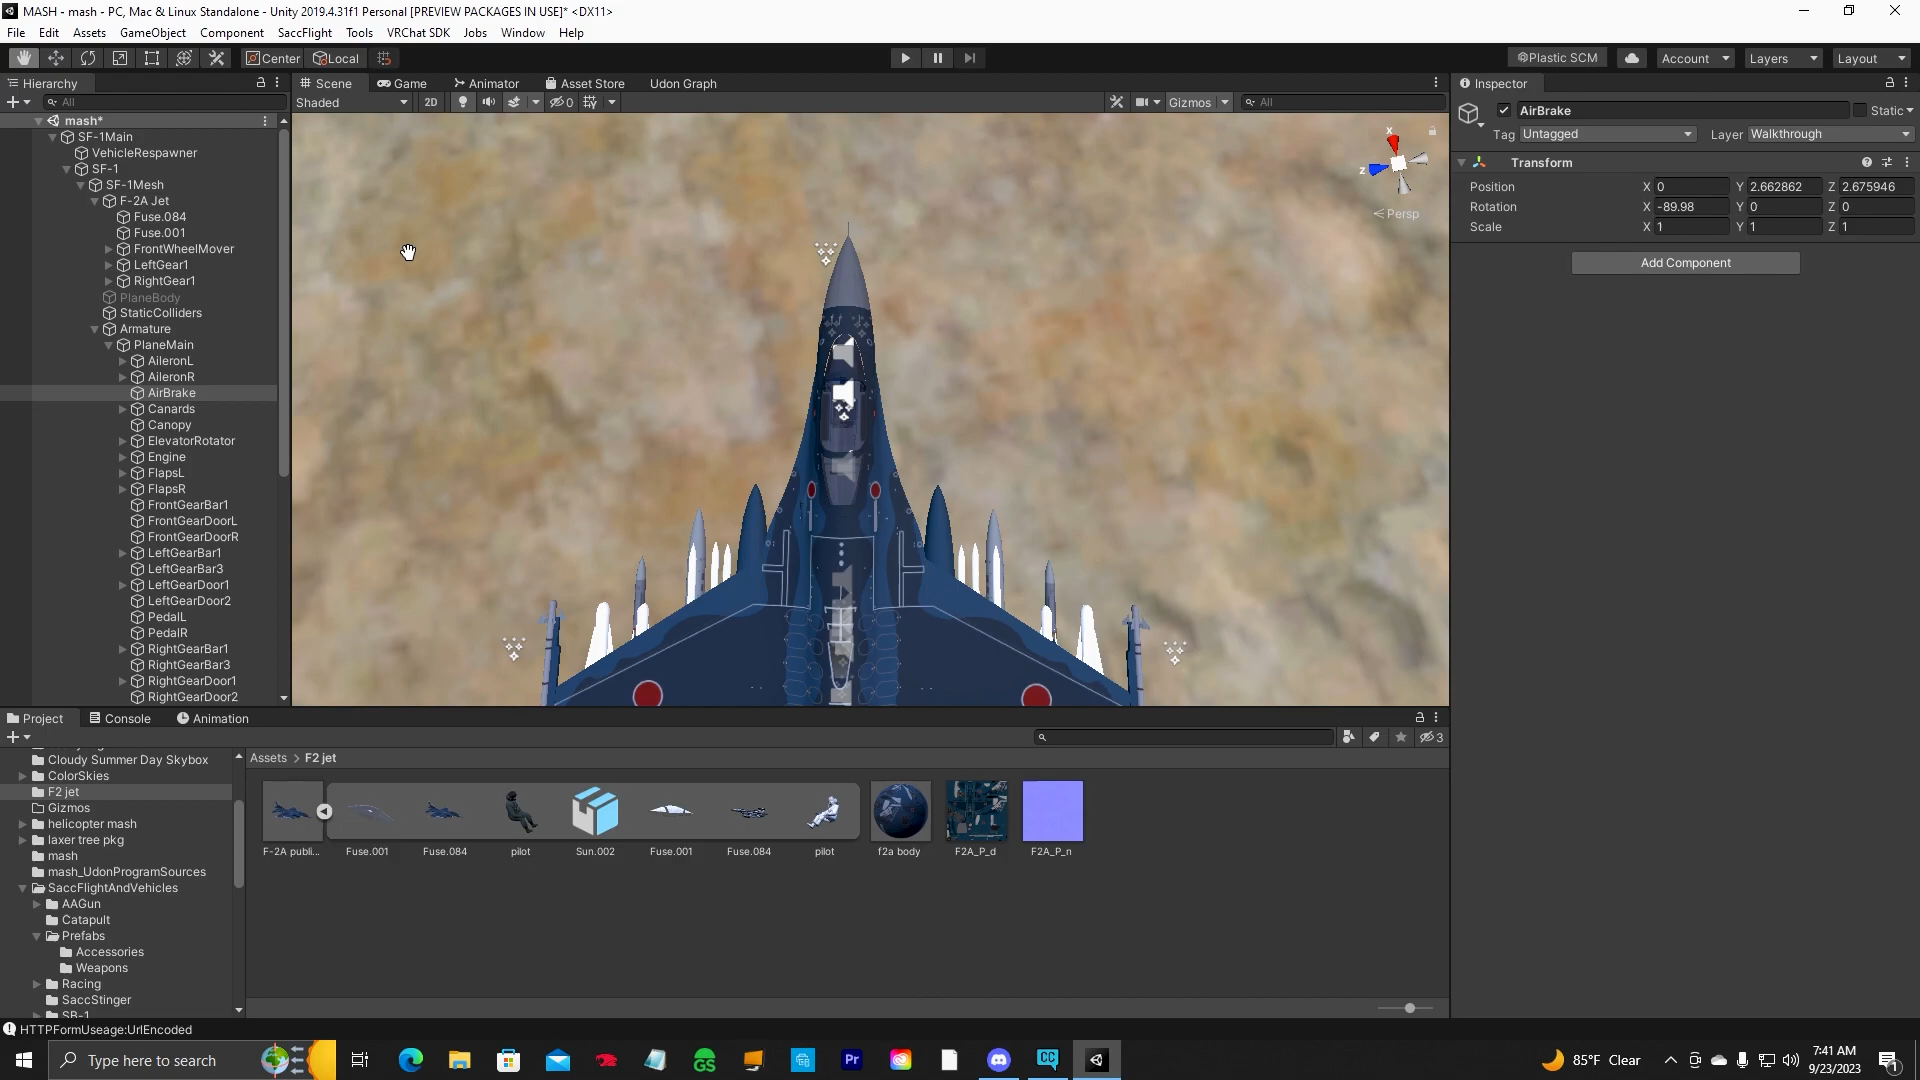 MASH - mash - PC, Mac & Linux Standalone - Unity 2019.4.31f1 Personal [PREVIEW PACKAGES IN USE]* <DX11>
File Edit Assets GameObject Component SaccFlight Tools VRChat SDK Jobs Window Help
Center Local Plastic SCM Account Layers Layout
Hierarchy
All
mash*
SF-1Main
VehicleRespawner
SF-1
SF-1Mesh
F-2A Jet
Fuse.084
Fuse.001
FrontWheelMover
LeftGear1
RightGear1
PlaneBody
StaticColliders
Armature
PlaneMain
AileronL
AileronR
AirBrake
Canards
Canopy
ElevatorRotator
Engine
FlapsL
FlapsR
FrontGearBar1
FrontGearDoorL
FrontGearDoorR
LeftGearBar1
LeftGearBar3
LeftGearDoor1
LeftGearDoor2
PedalL
PedalR
RightGearBar1
RightGearBar3
RightGearDoor1
RightGearDoor2
Scene Game Animator Asset Store Udon Graph
Shaded 2D 0 Gizmos All
x
z
< Persp
Inspector
AirBrake Static
Tag Untagged Layer Walkthrough
Transform
Position X 0 Y 2.662862 Z 2.675946
Rotation X -89.98 Y 0 Z 0
Scale X 1 Y 1 Z 1
Add Component
Project Console Animation
3
Cloudy Summer Day Skybox
ColorSkies
F2 jet
Gizmos
helicopter mash
laxer tree pkg
mash
mash_UdonProgramSources
SaccFlightAndVehicles
AAGun
Catapult
Prefabs
Accessories
Weapons
Racing
SaccStinger
SB-1
Assets > F2 jet
F-2A publi... Fuse.001 Fuse.084 pilot Sun.002 Fuse.001 Fuse.084 pilot f2a body F2A_P_d F2A_P_n
HTTPFormUseage:UrlEncoded
Type here to search
GS
Pr
CC
85°F Clear
7:41 AM
9/23/2023
1